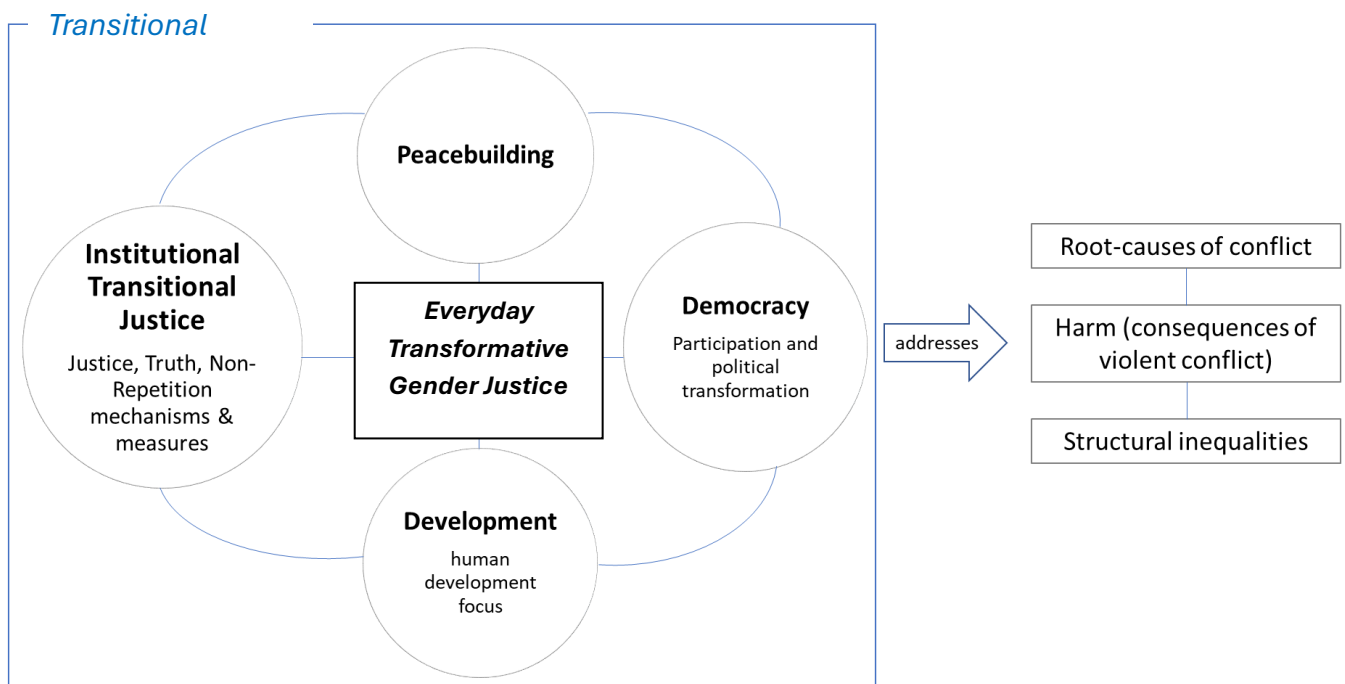 Transitional
Peacebuilding
Institutional
Transitional
Justice
Justice, Truth, Non-
Repetition
mechanisms &
measures
Everyday
Transformative
Gender Justice
Democracy
Participation and
political
transformation
Development
human
development
focus
addresses
Root-causes of conflict
Harm (consequences of
violent conflict)
Structural inequalities